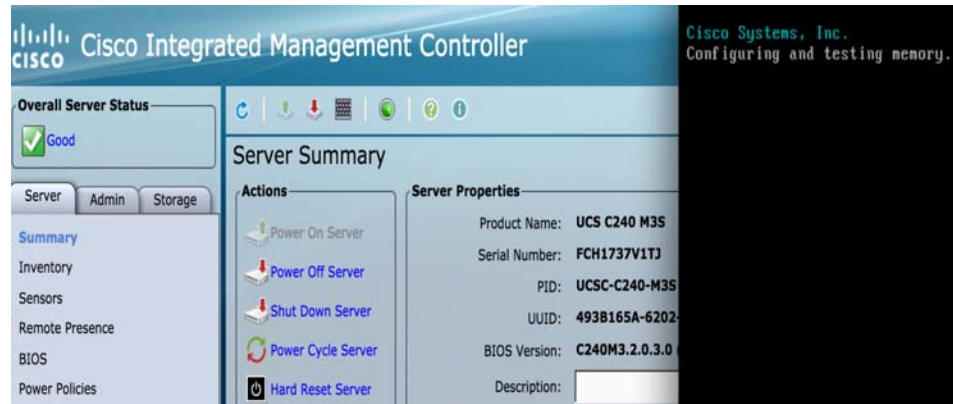 CISCO Cisco Integrated Management Controller
Overall Server Status
Good
Server Admin Storage
Summary
Inventory
Sensors
Remote Presence
BIOS
Power Policies
Server Summary
Actions
Power On Server
Power Off Server
Shut Down Server
Power Cycle Server
Hard Reset Server
Server Properties
Product Name: UCS C240 M3S
Serial Number: FCH1737V1TJ
PID: UCSC-C240-M3S
UUID: 493B165A-6202-
BIOS Version: C240M3.2.0.3.0
Description:
Cisco Systems, Inc.
Configuring and testing memory.